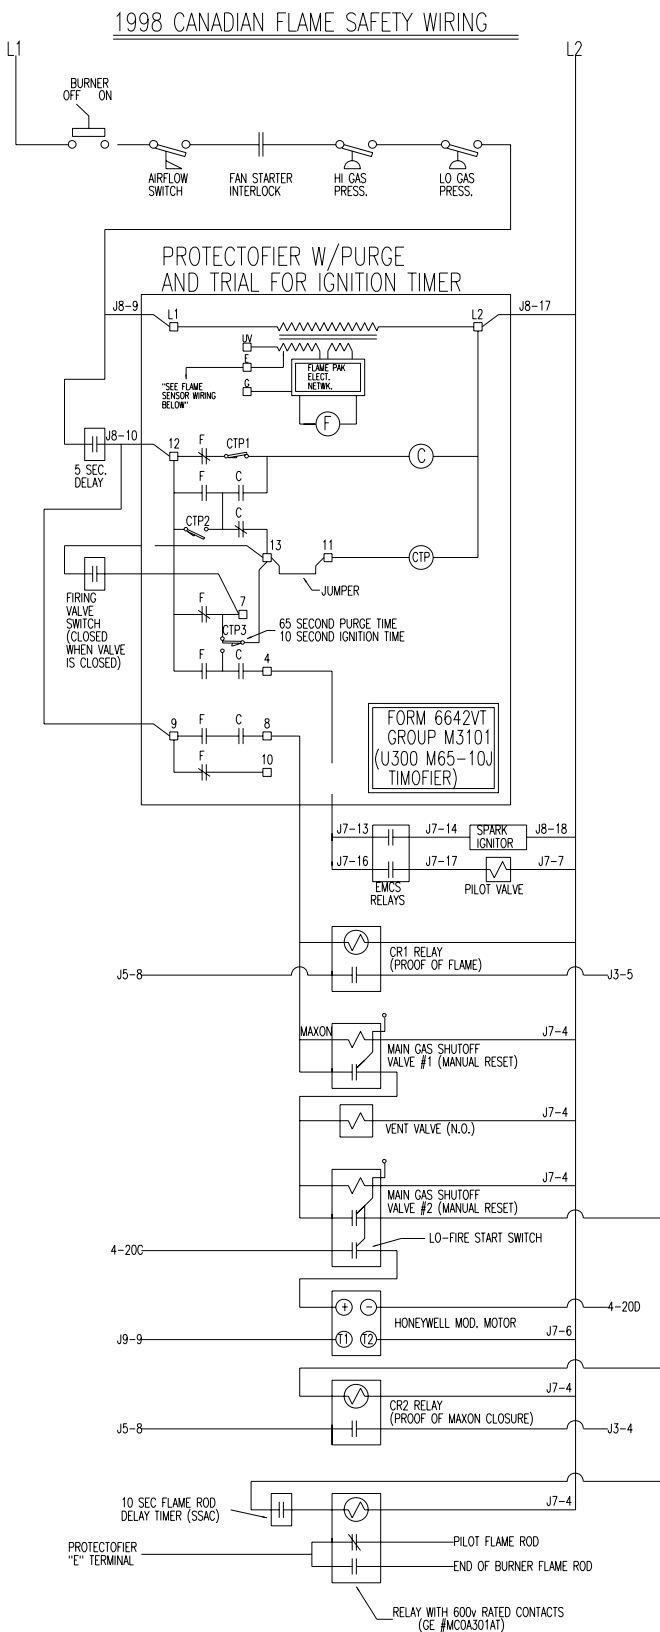 1998 CANADIAN FLAME SAFETY WIRING
L1
L2
BURNER
OFF ON
AIRFLOW
SWITCH
FAN STARTER
INTERLOCK
HI GAS
PRESS.
LO GAS
PRESS.
PROTECTOFIER W/PURGE
AND TRIAL FOR IGNITION TIMER
J8-9
L1
L2
J8-17
UV
E
G
"SEE FLAME
SENSOR WIRING
BELOW"
FLAME PAK
ELECT.
NETWK.
F
J8-10
12
F
CTP1
C
5 SEC.
DELAY
F
C
CTP2
C
13
11
CTP
JUMPER
FIRING
VALVE
SWITCH
(CLOSED
WHEN VALVE
IS CLOSED)
F
7
CTP3
65 SECOND PURGE TIME
10 SECOND IGNITION TIME
F
C
4
9
F
C
8
F
10
FORM 6642VT
GROUP M3101
(U300 M65-10J
TIMOFIER)
J7-13
J7-14
SPARK
IGNITOR
J8-18
J7-16
J7-17
J7-7
EMCS
RELAYS
PILOT VALVE
CR1 RELAY
(PROOF OF FLAME)
J5-8
J3-5
MAXON
J7-4
MAIN GAS SHUTOFF
VALVE #1 (MANUAL RESET)
J7-4
VENT VALVE (N.O.)
J7-4
MAIN GAS SHUTOFF
VALVE #2 (MANUAL RESET)
LO-FIRE START SWITCH
4-20C
+ -
4-20D
HONEYWELL MOD. MOTOR
J9-9
T1 T2
J7-6
J7-4
CR2 RELAY
(PROOF OF MAXON CLOSURE)
J5-8
J3-4
10 SEC FLAME ROD
DELAY TIMER (SSAC)
J7-4
PROTECTOFIER
"E" TERMINAL
PILOT FLAME ROD
END OF BURNER FLAME ROD
RELAY WITH 600v RATED CONTACTS
(GE #MC0A301AT)